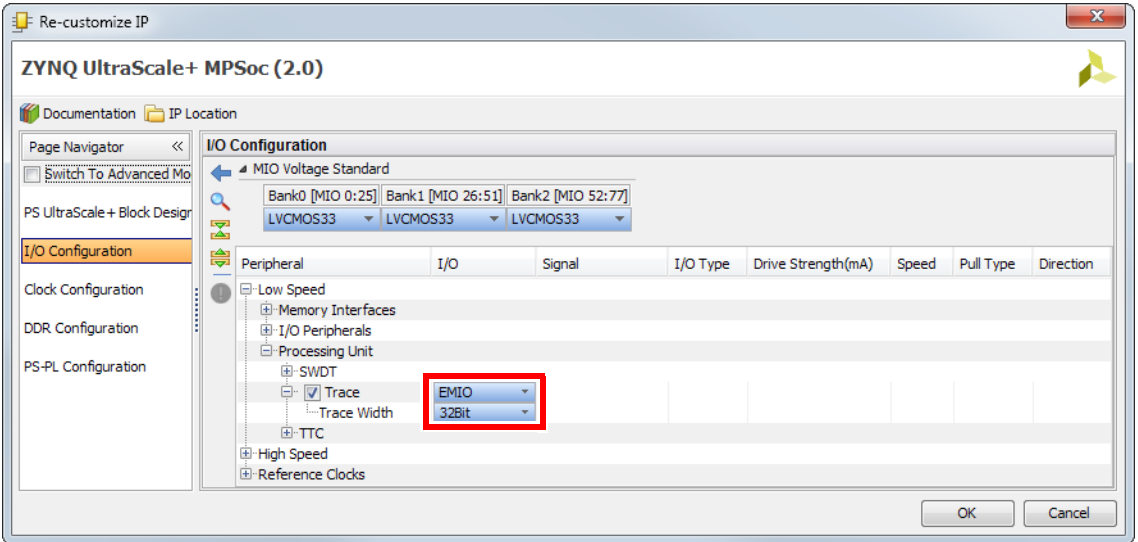 Re-customize IP
ZYNQ UltraScale+ MPSoc (2.0)
Documentation IP Location
Page Navigator
Switch To Advanced Mo
PS UltraScale+ Block Desigr
I/O Configuration
Clock Configuration
DDR Configuration
PS-PL Configuration
I/O Configuration
MIO Voltage Standard
Bank0 [MIO 0:25] Bank1 [MIO 26:51] Bank2 [MIO 52:77]
LVCMOS33 LVCMOS33 LVCMOS33
Peripheral I/O Signal I/O Type Drive Strength(mA) Speed Pull Type Direction
Low Speed
Memory Interfaces
I/O Peripherals
Processing Unit
SWDT
Trace EMIO
Trace Width 32Bit
TTC
High Speed
Reference Clocks
OK Cancel